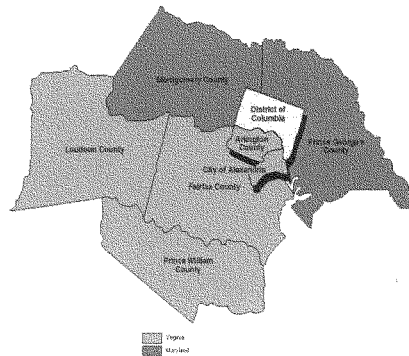 Montgomery County
District of
Columbia
Prince George's
County
Arlington
County
Loudoun County
City of Alexandria
Fairfax County
Prince William
County
Virginia
Maryland